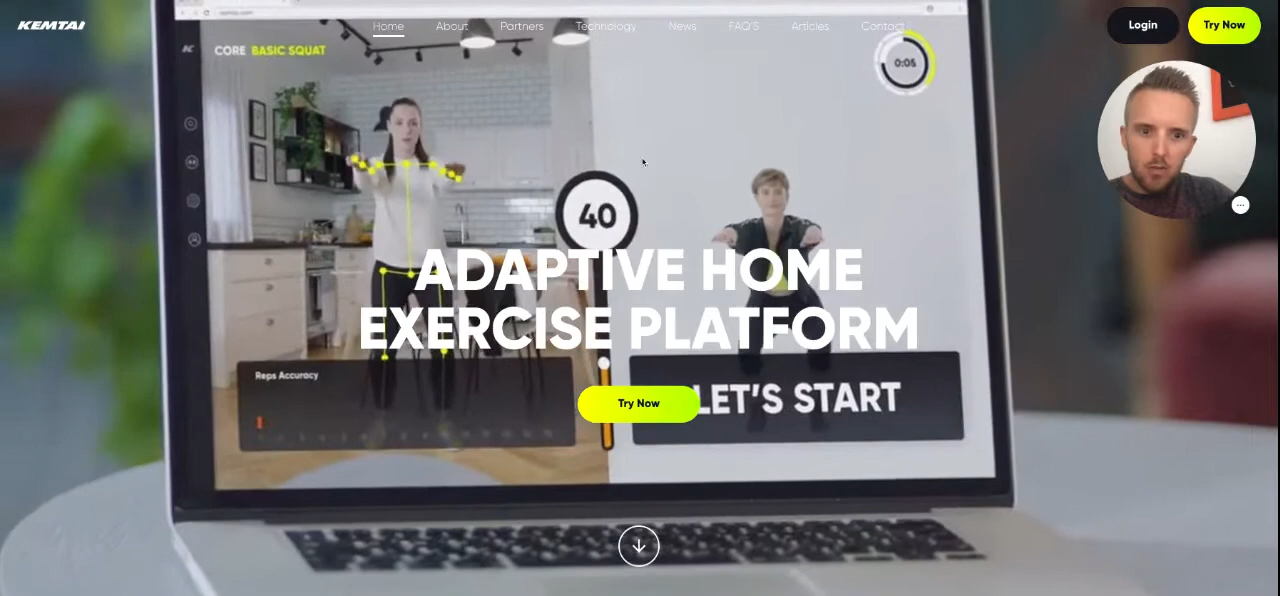 KEMTAI
Home About Partners Technology News FAQ'S Articles Contact
Login
Try Now
CORE BASIC SQUAT
0:05
40
ADAPTIVE HOME
EXERCISE PLATFORM
Reps Accuracy
Try Now
LET'S START